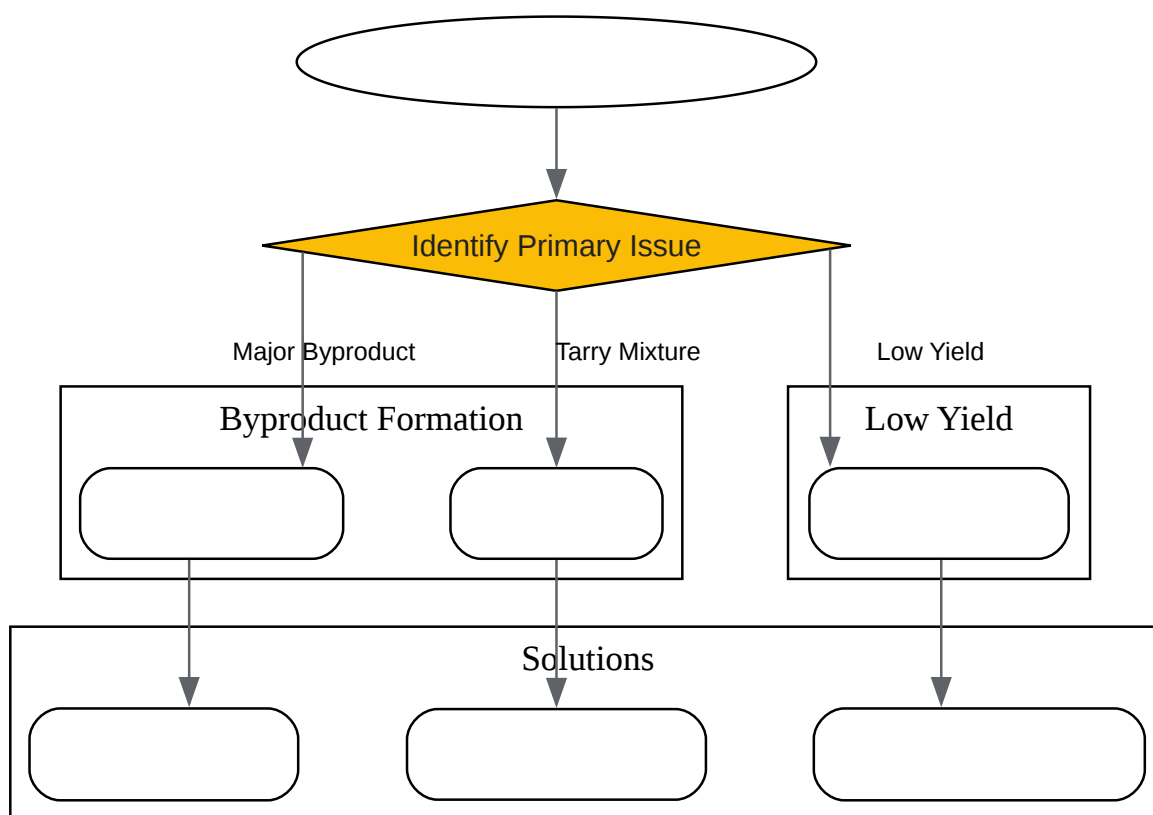 Identify Primary Issue
Major Byproduct
Tarry Mixture
Low Yield
Byproduct Formation
Low Yield
Solutions